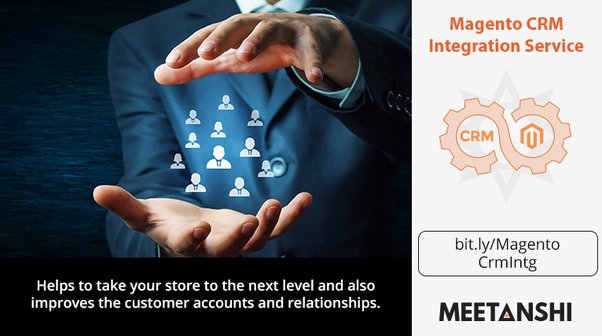 Magento CRM
Integration Service
CRM
bit.ly/Magento
CrmIntg
Helps to take your store to the next level and also
improves the customer accounts and relationships.
MEETANSHI